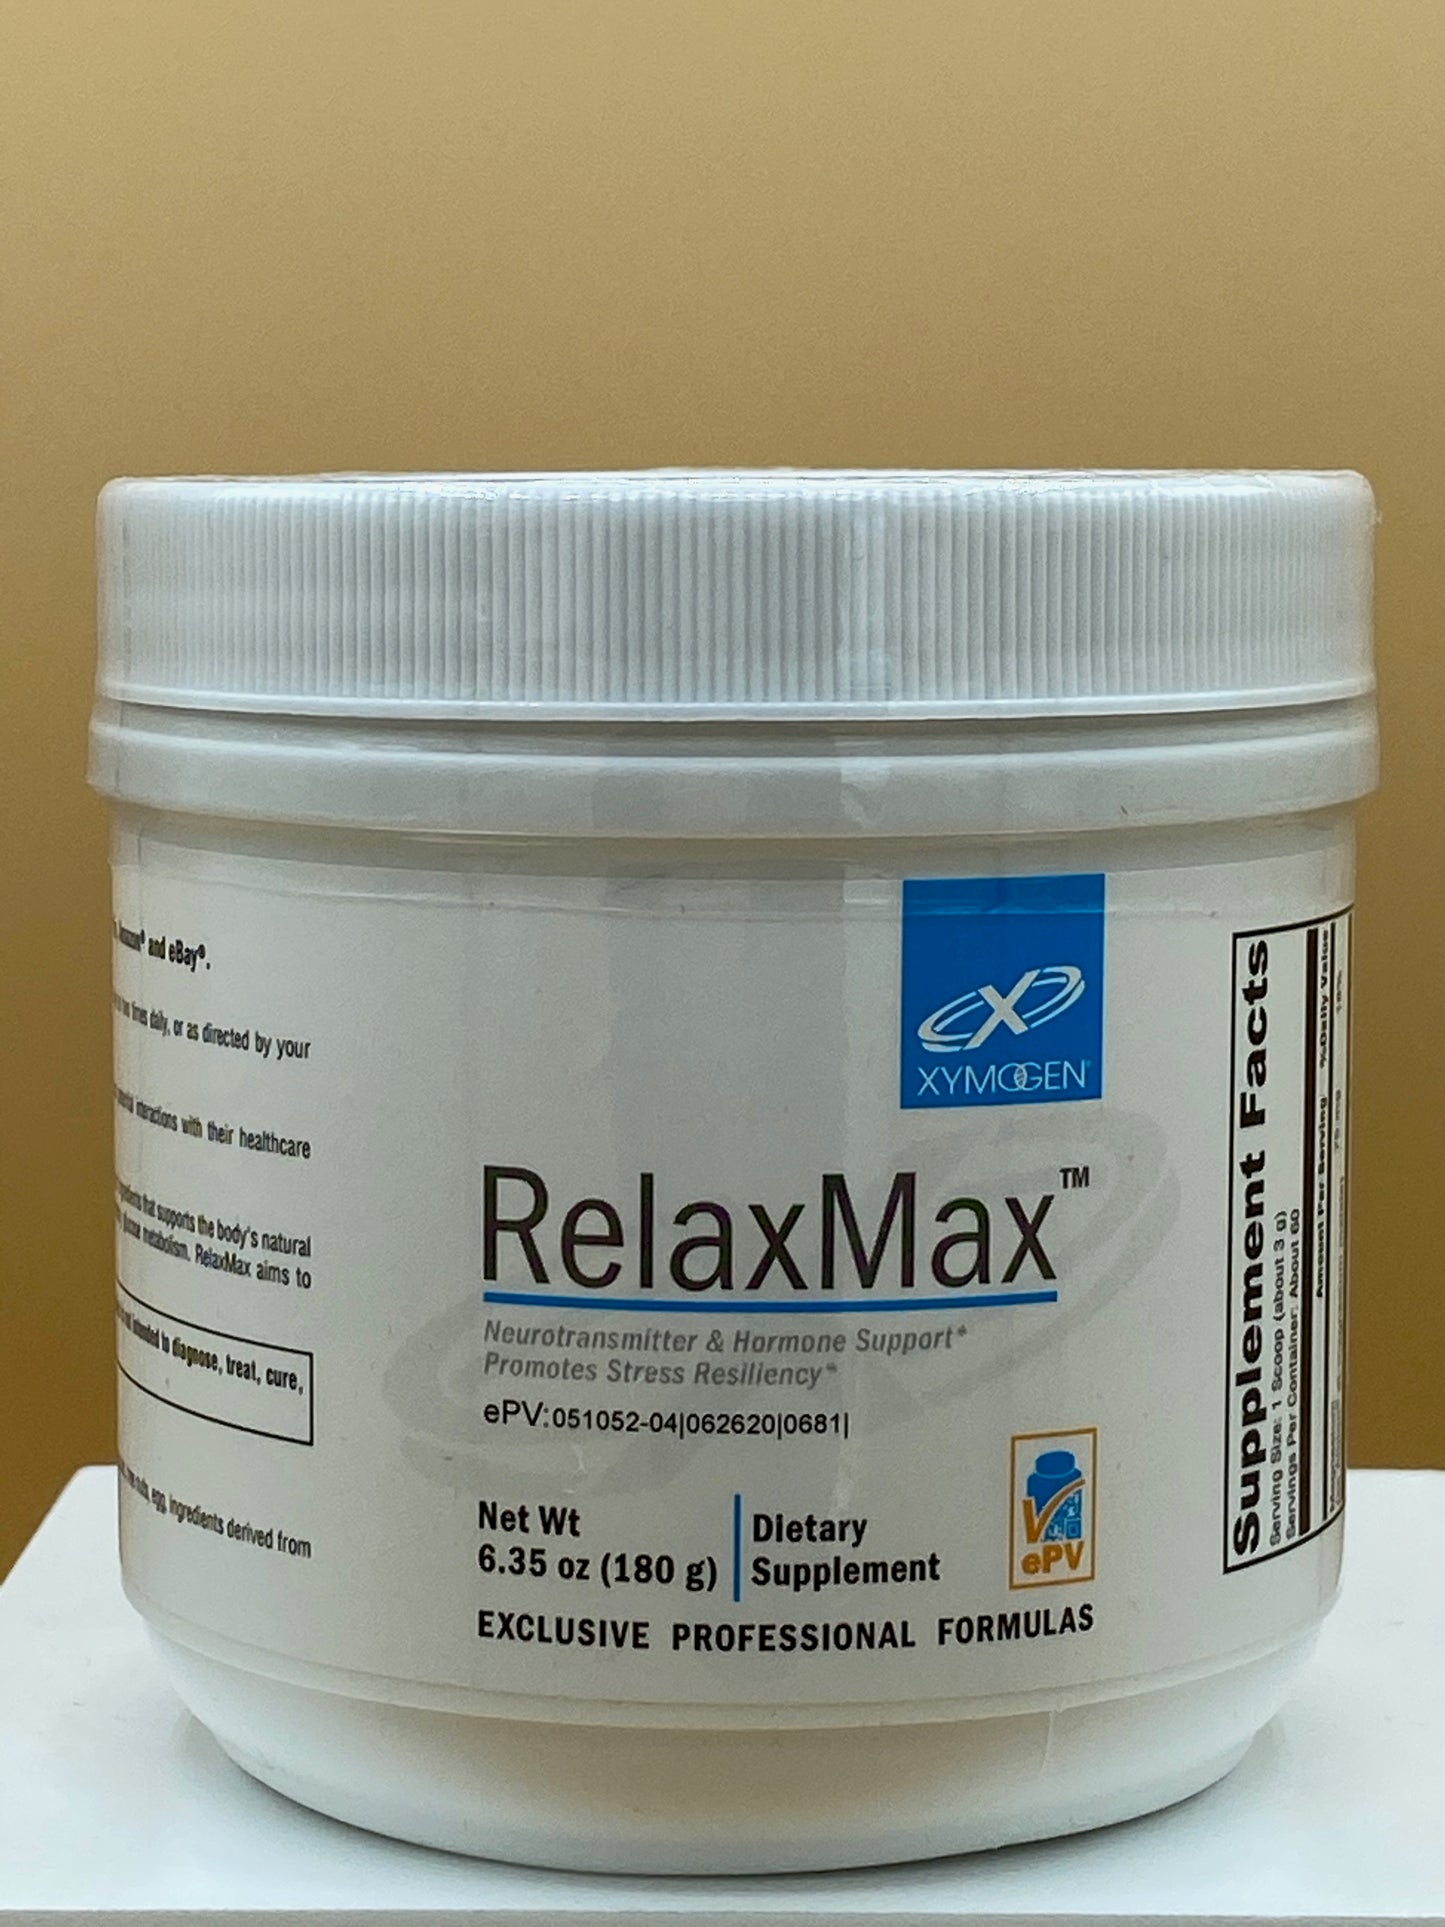 and eBay®.
times daily, or as directed by your
interactions with their healthcare
that supports the body's natural
glucose metabolism. RelaxMax aims to
intended to diagnose, treat, cure,
egg, ingredients derived from
XYMOGEN®
RelaxMax™
Neurotransmitter & Hormone Support*
Promotes Stress Resiliency*
ePV:051052-04|062620|0681|
Net Wt
6.35 oz (180 g)
Dietary
Supplement
ePV
EXCLUSIVE PROFESSIONAL FORMULAS
Supplement Facts
Serving Size: 1 Scoop (about 3 g)
Servings Per Container: About 60
Amount Per Serving %Daily Value